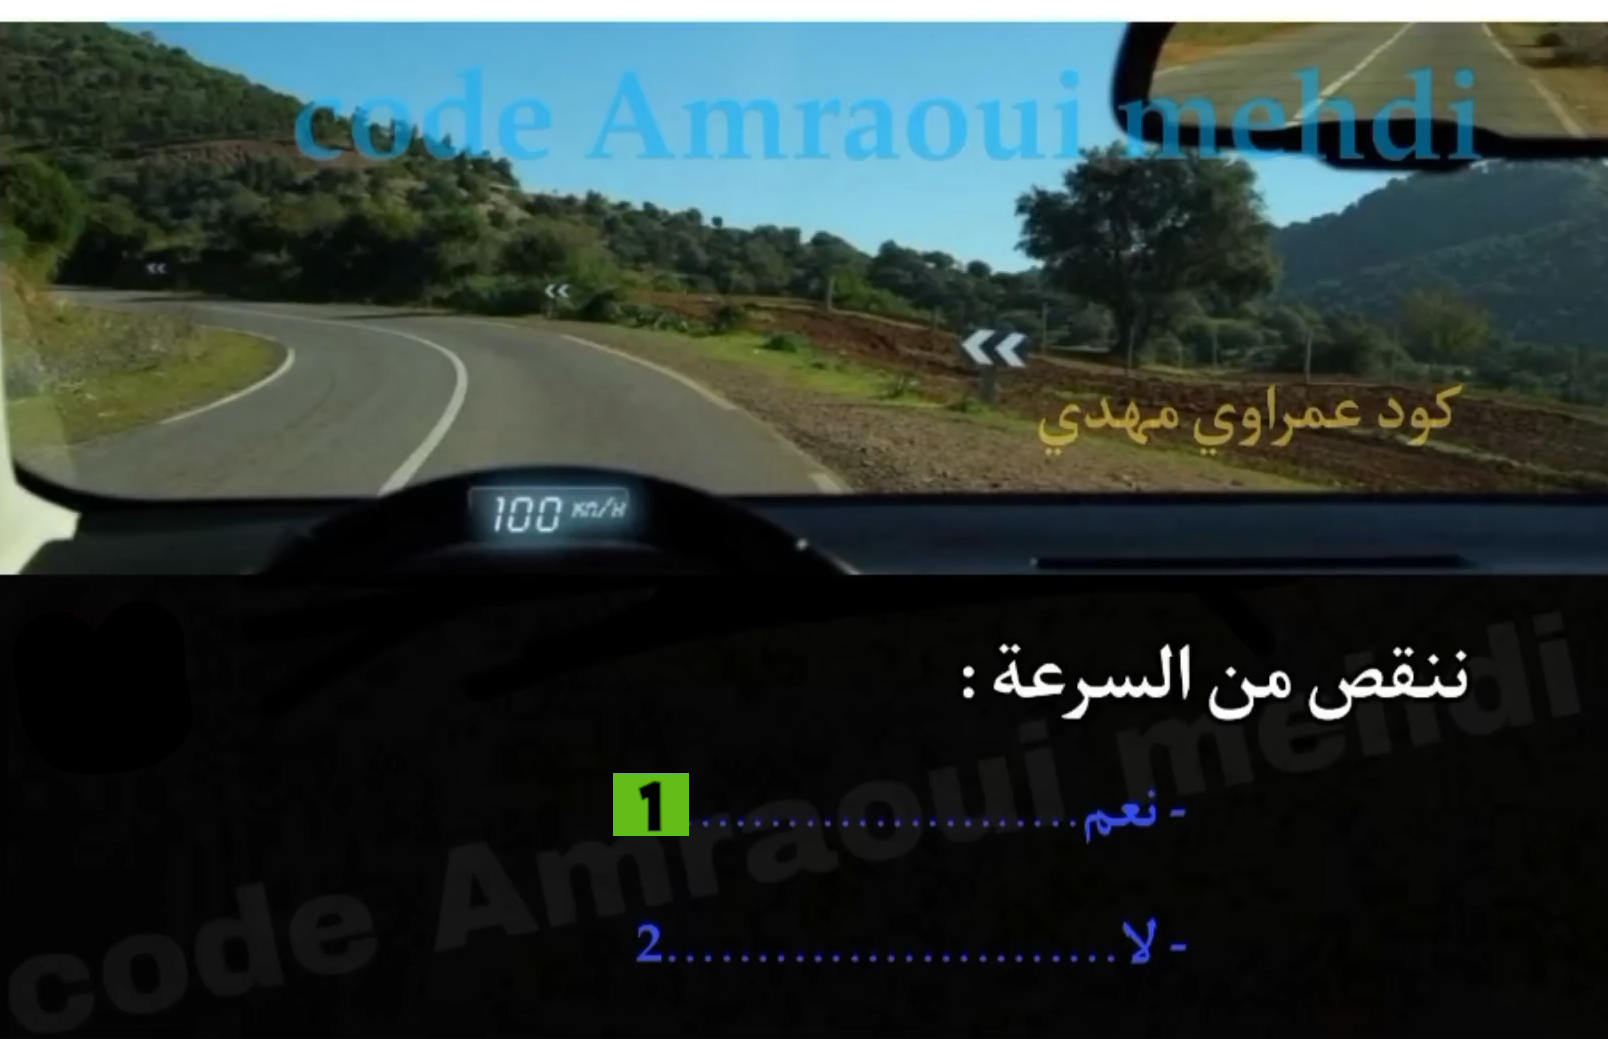 code Amraoui mehdi
كود عمراوي مهدي
100 KM/H
ننقص من السرعة :
- نعم......................1
- لا.........................2
code Amraoui mehdi